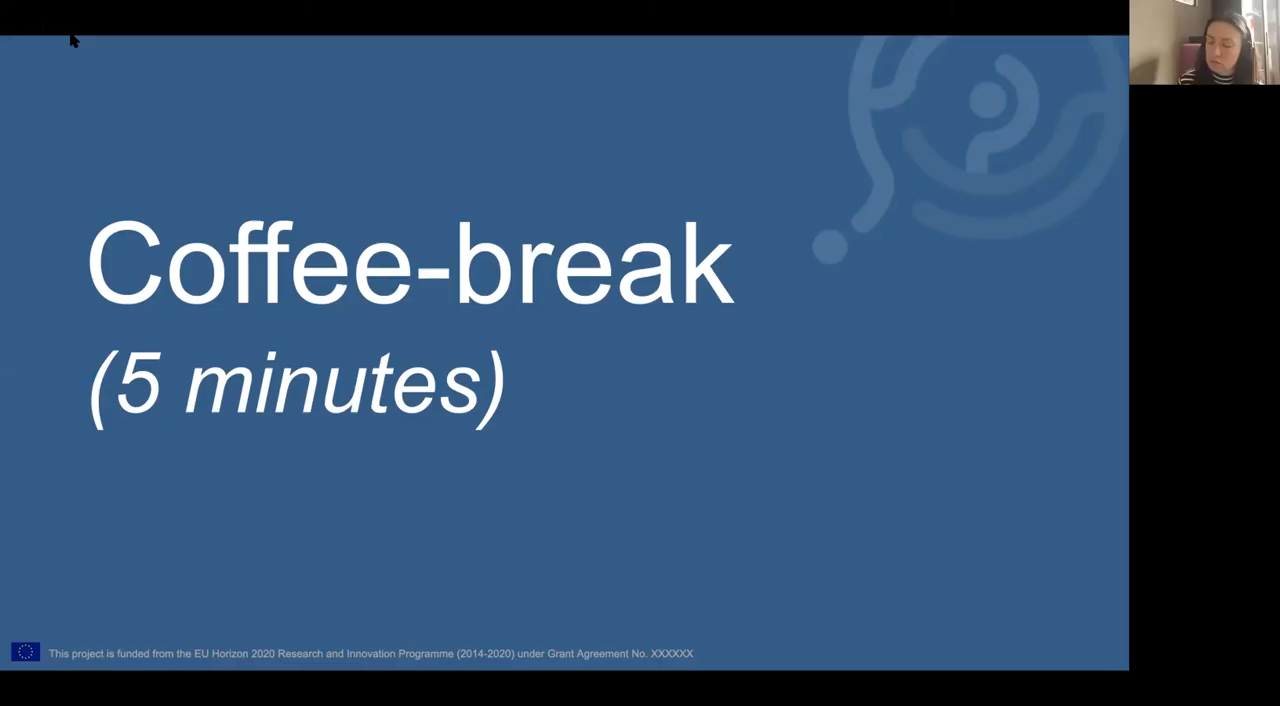 Coffee-break
(5 minutes)
This project is funded from the EU Horizon 2020 Research and Innovation Programme (2014-2020) under Grant Agreement No. XXXXXX